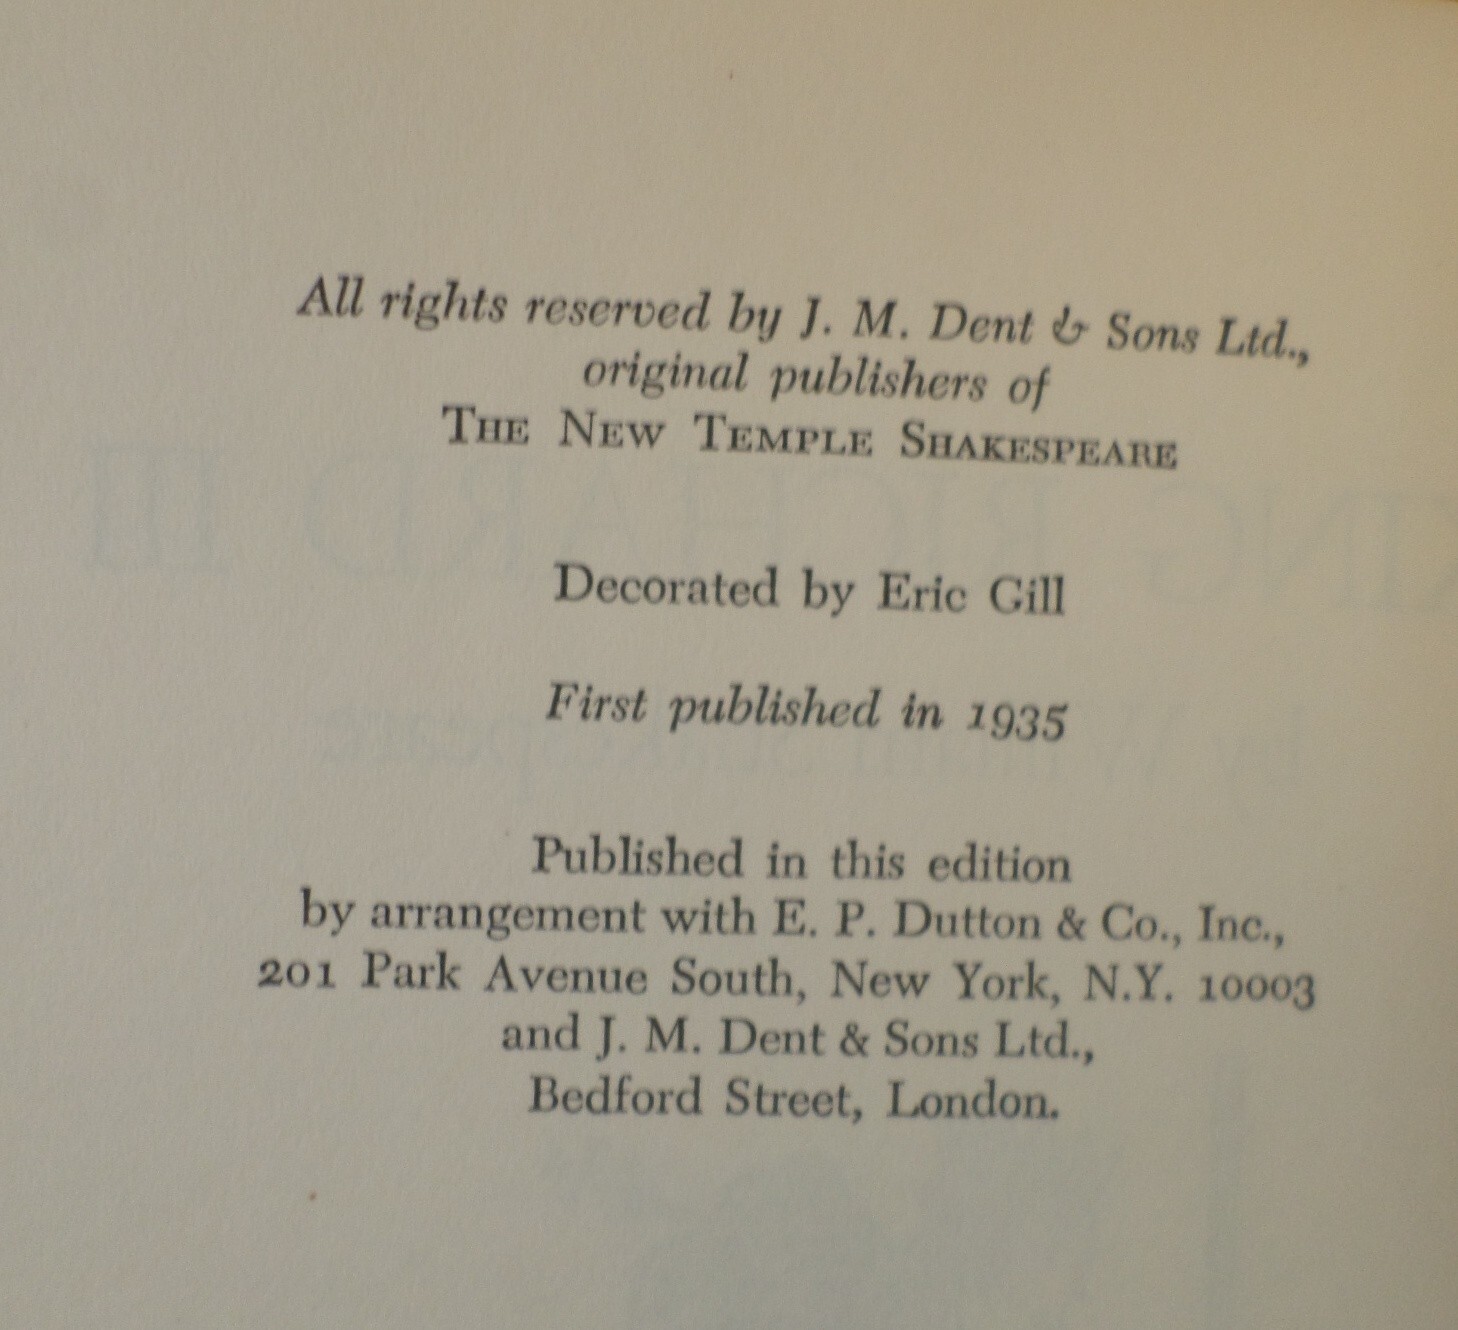 All rights reserved by J. M. Dent & Sons Ltd.,
original publishers of
THE NEW TEMPLE SHAKESPEARE
Decorated by Eric Gill
First published in 1935
Published in this edition
by arrangement with E. P. Dutton & Co., Inc.,
201 Park Avenue South, New York, N.Y. 10003
and J. M. Dent & Sons Ltd.,
Bedford Street, London.